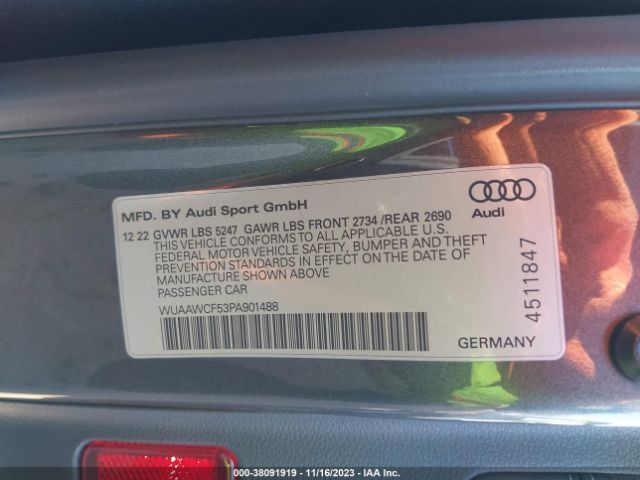 MFD. BY Audi Sport GmbH
Audi
12 22 GVWR LBS 5247 GAWR LBS FRONT 2734 /REAR 2690
THIS VEHICLE CONFORMS TO ALL APPLICABLE U.S.
FEDERAL MOTOR VEHICLE SAFETY, BUMPER AND THEFT
PREVENTION STANDARDS IN EFFECT ON THE DATE OF
MANUFACTURE SHOWN ABOVE
PASSENGER CAR
WUAAWCF53PA901488
4511847
GERMANY
000-38091919 - 11/16/2023 - IAA Inc.